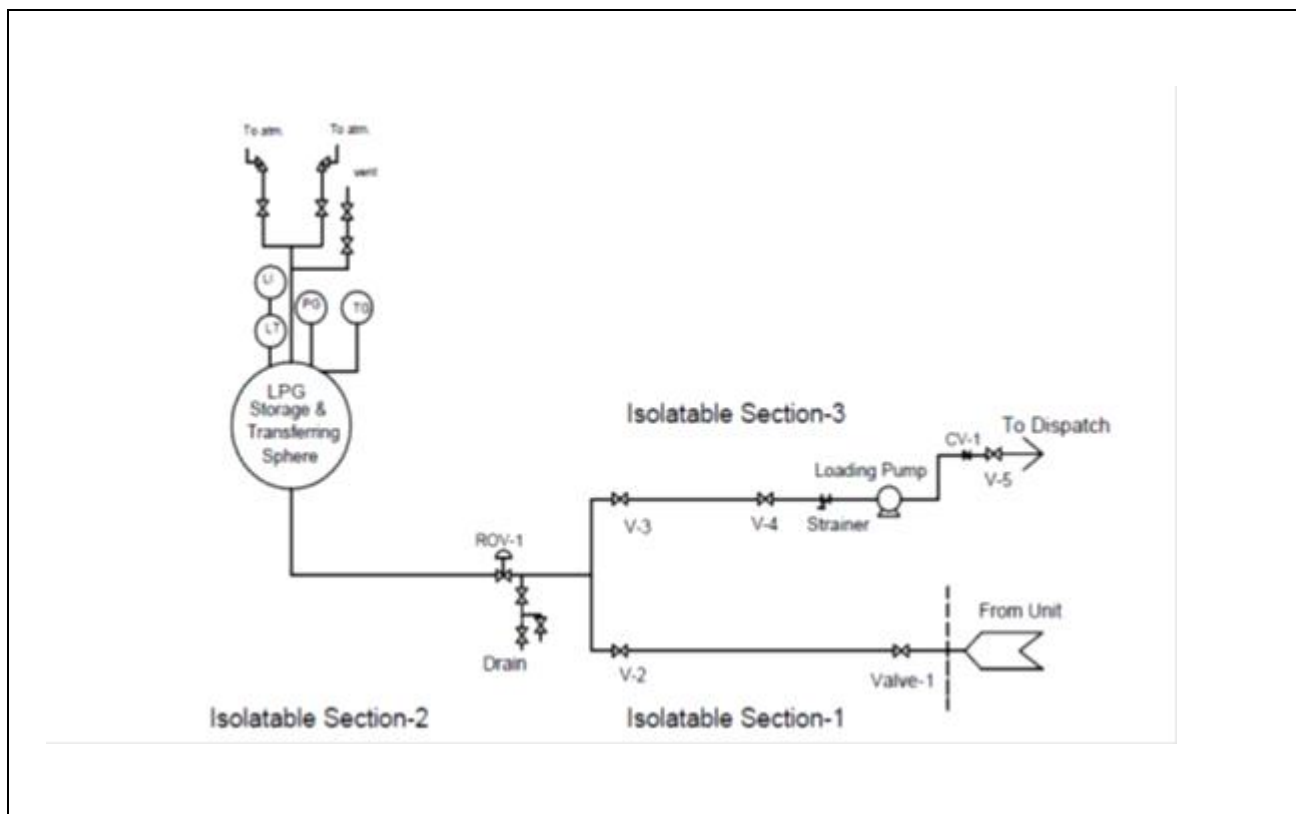 To atm.
To atm.
vent
LI
PG
TG
LT
LPG
Storage &
Transferring
Sphere
Isolatable Section-3
To Dispatch
CV-1
Loading Pump
V-5
V-3
V-4
Strainer
ROV-1
From Unit
Drain
V-2
Valve-1
Isolatable Section-2
Isolatable Section-1